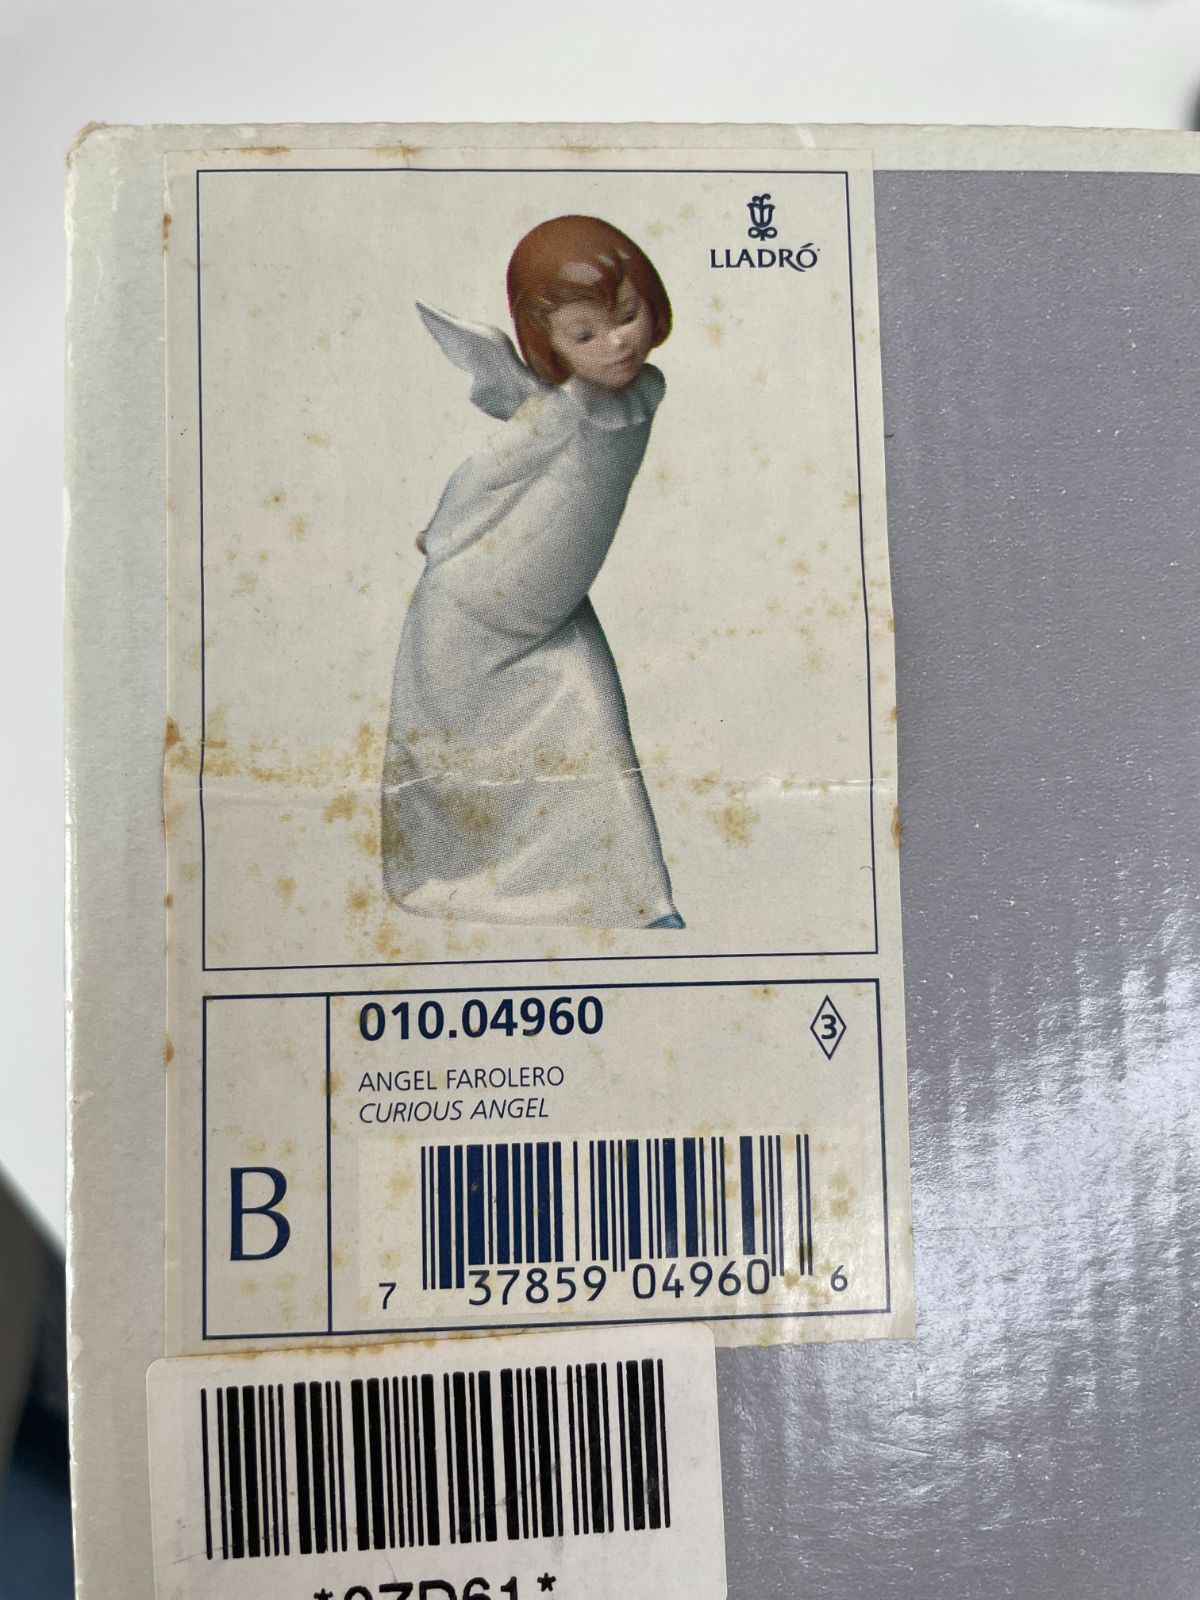 LLADRÓ
010.04960
3
ANGEL FAROLERO
CURIOUS ANGEL
B
7 37859 04960 6